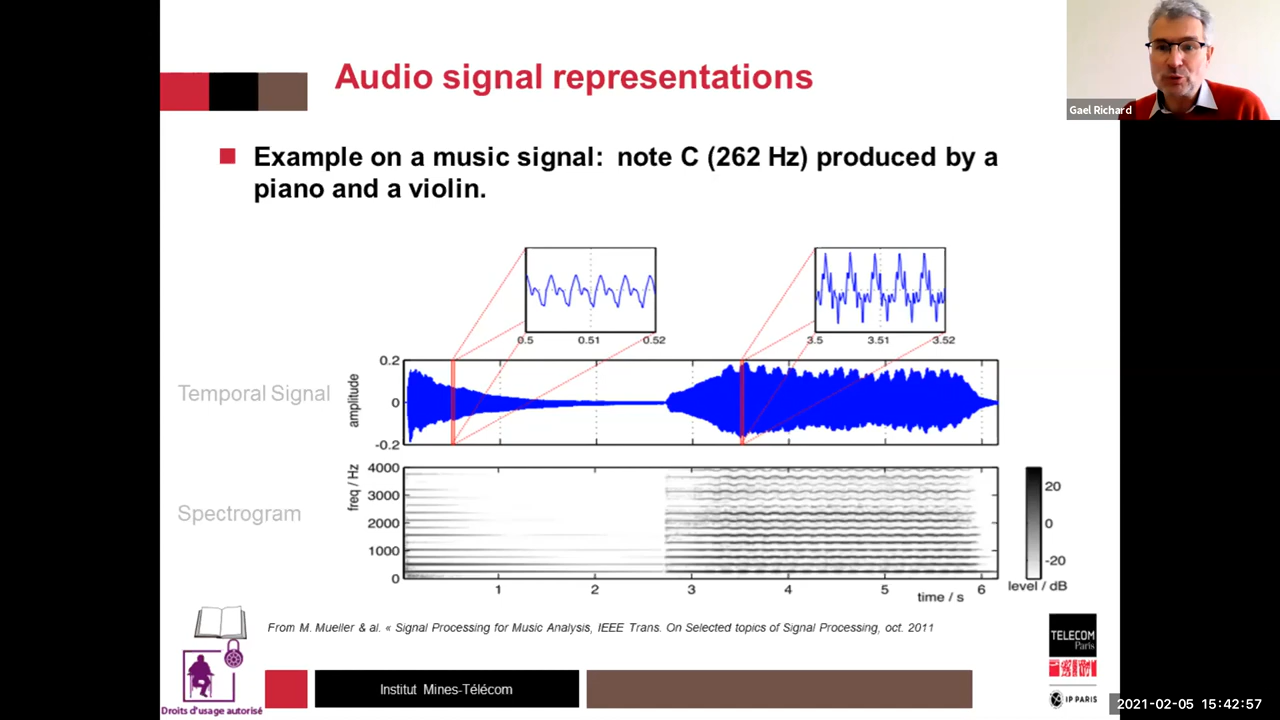 Audio signal representations
Gael Richard
Example on a music signal: note C (262 Hz) produced by a
piano and a violin.
0.5 0.51 0.52
3.5 3.51 3.52
Temporal Signal
amplitude
0.2
0
-0.2
Spectrogram
freq / Hz
4000
3000
2000
1000
0
1 2 3 4 5 6
time / s
20
0
-20
level / dB
From M. Mueller & al. « Signal Processing for Music Analysis, IEEE Trans. On Selected topics of Signal Processing, oct. 2011
Droits d'usage autorisé
Institut Mines-Télécom
TELECOM
Paris
IP PARIS
2021-02-05 15:42:57